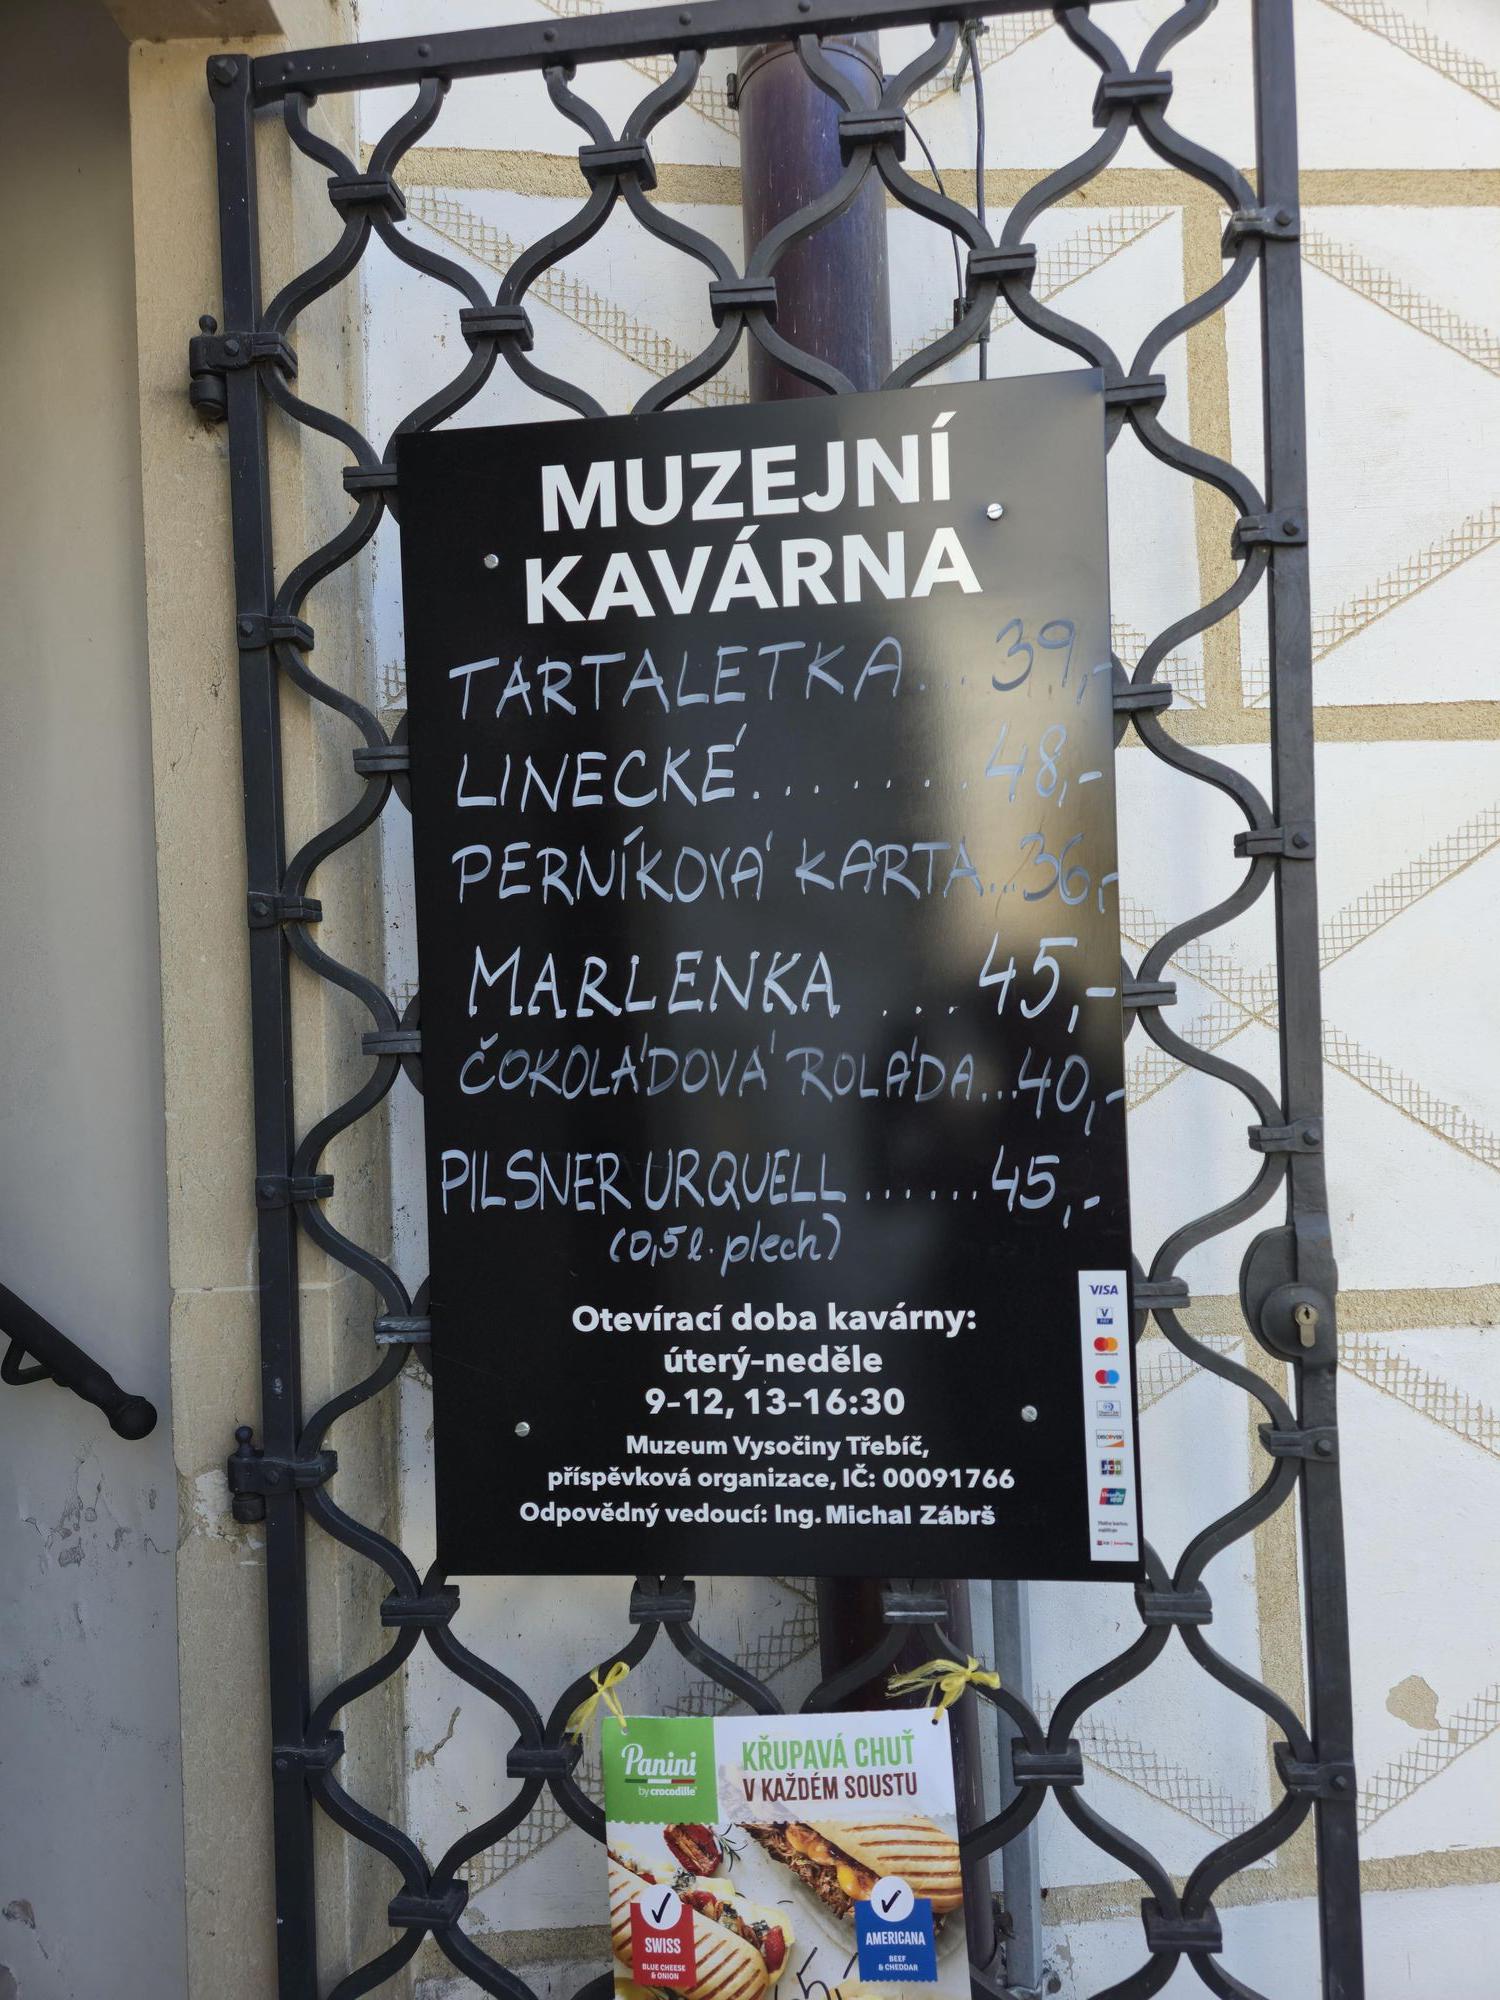 MUZEJNÍ
KAVÁRNA
TARTALETKA... 39,-
LINECKÉ........ 48,-
PERNÍKOVÁ KARTA...36,-
MARLENKA ... 45,-
ČOKOLÁDOVÁ ROLÁDA...40,-
PILSNER URQUELL ...... 45,-
(0,5 l. plech)
Otevírací doba kavárny:
úterý-neděle
9-12, 13-16:30
Muzeum Vysočiny Třebíč,
příspěvková organizace, IČ: 00091766
Odpovědný vedoucí: Ing. Michal Zábrš
VISA
V
PAY
DISCOVER
JCB
Panini
by crocodille
KŘUPAVÁ CHUŤ
V KAŽDÉM SOUSTU
SWISS
BLUE CHEESE
& ONION
AMERICANA
BEEF
& CHEDDAR